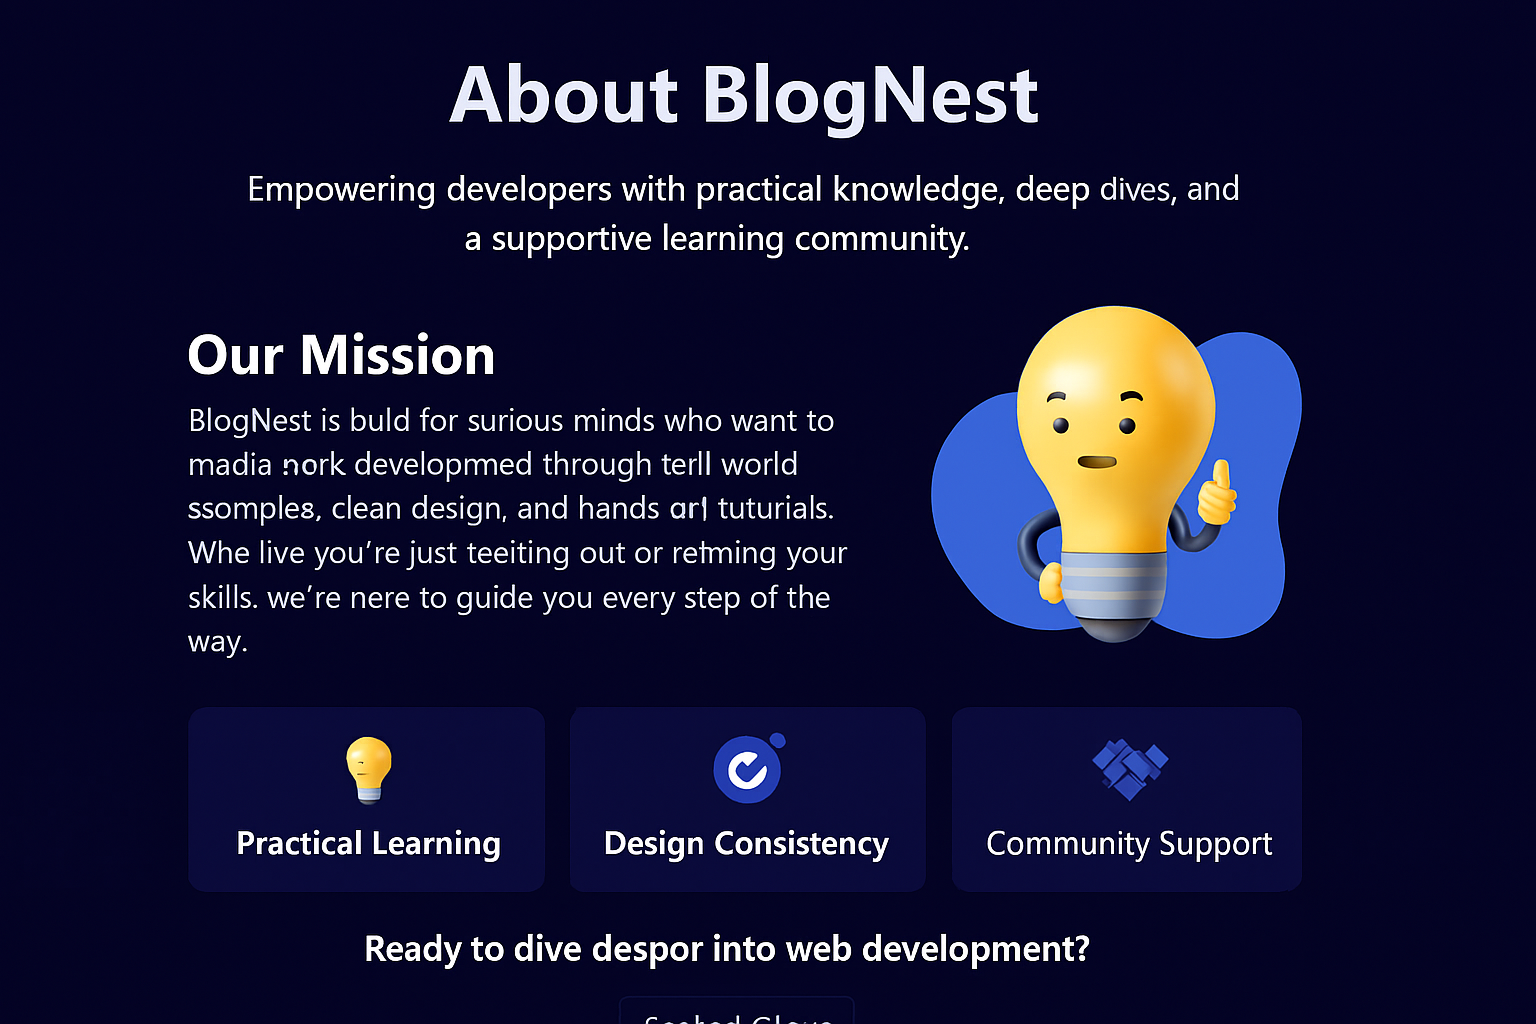 About BlogNest
Empowering developers with practical knowledge, deep dives, and
a supportive learning community.
Our Mission
BlogNest is buld for surious minds who want to
madia nork developmed through terll world
ssomples, clean design, and hands tuturials.
Whe live you're just teeiting out or retming your
skills. we're nere to guide you every step of the
way.
Practical Learning
Design Consistency
Community Support
Ready to dive despor into web development?